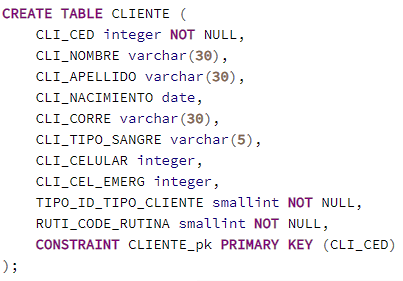 CREATE TABLE CLIENTE (
    CLI_CED integer NOT NULL,
    CLI_NOMBRE varchar(30),
    CLI_APELLIDO varchar(30),
    CLI_NACIMIENTO date,
    CLI_CORRE varchar(30),
    CLI_TIPO_SANGRE varchar(5),
    CLI_CELULAR integer,
    CLI_CEL_EMERG integer,
    TIPO_ID_TIPO_CLIENTE smallint NOT NULL,
    RUTI_CODE_RUTINA smallint NOT NULL,
    CONSTRAINT CLIENTE_pk PRIMARY KEY (CLI_CED)
);